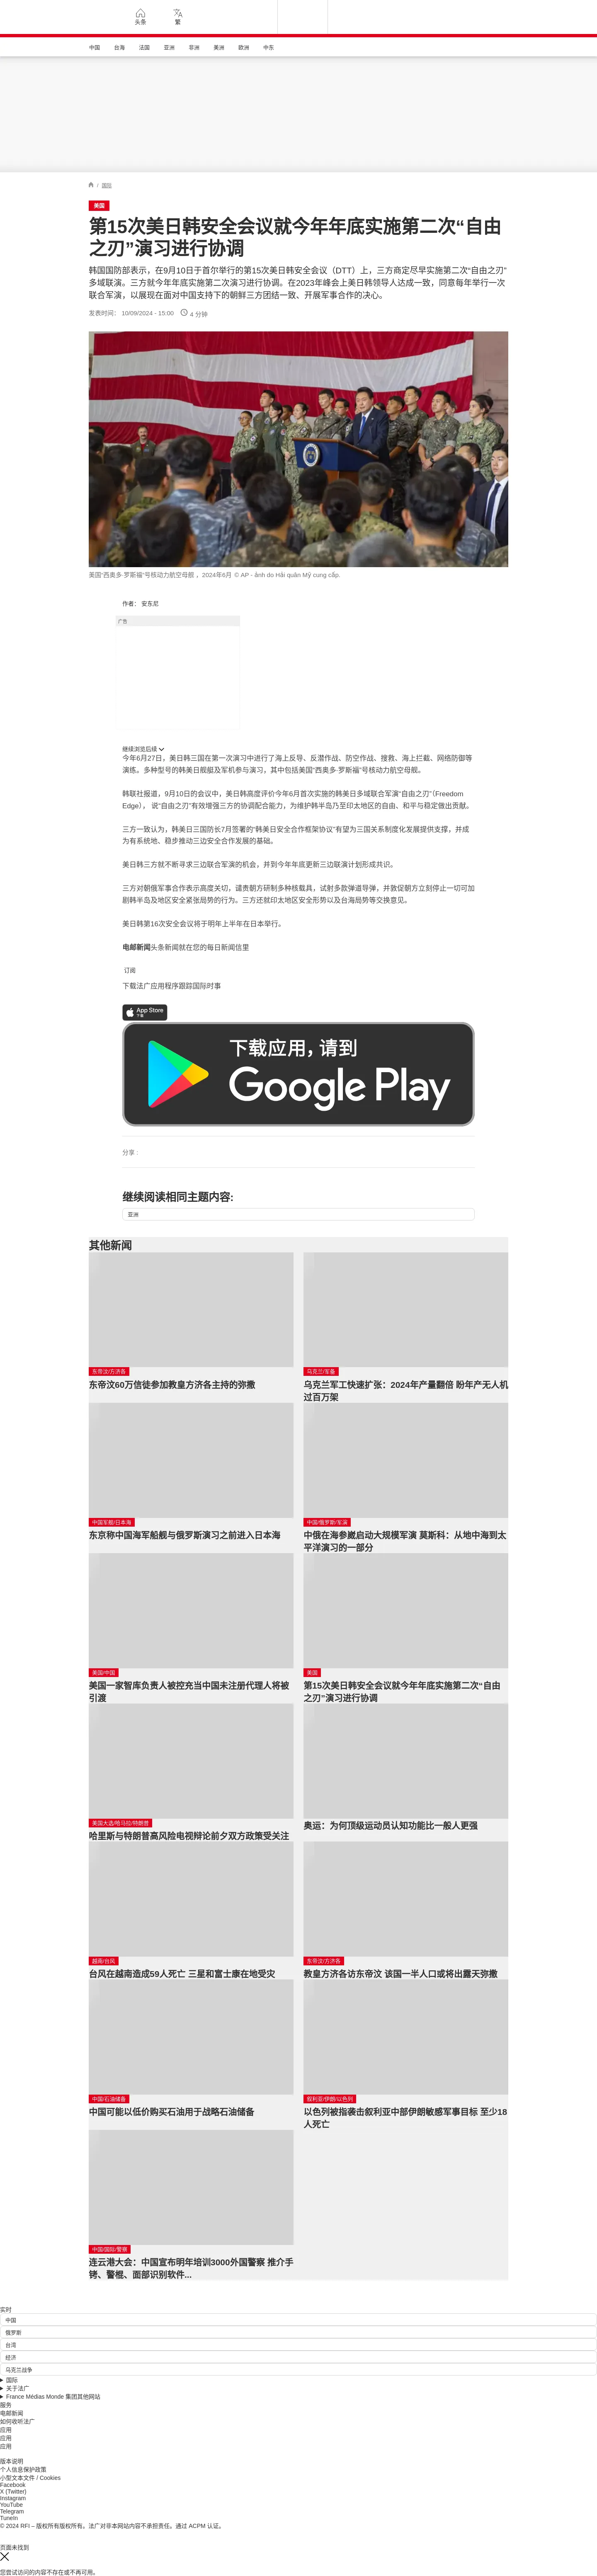 头条
繁
中国
台海
法国
亚洲
非洲
美洲
欧洲
中东
/ 国际
美国
第15次美日韩安全会议就今年年底实施第二次“自由
之刃”演习进行协调
韩国国防部表示，在9月10日于首尔举行的第15次美日韩安全会议（DTT）上，三方商定尽早实施第二次“自由之刃”
多域联演。三方就今年年底实施第二次演习进行协调。在2023年峰会上美日韩领导人达成一致，同意每年举行一次
联合军演，以展现在面对中国支持下的朝鲜三方团结一致、开展军事合作的决心。
发表时间： 10/09/2024 - 15:00 4 分钟
美国“西奥多·罗斯福”号核动力航空母舰 ，2024年6月 © AP - ảnh do Hải quân Mỹ cung cấp.
作者： 安东尼
广告
继续浏览后续
今年6月27日，美日韩三国在第一次演习中进行了海上反导、反潜作战、防空作战、搜救、海上拦截、网络防御等
演练。多种型号的韩美日舰艇及军机参与演习，其中包括美国“西奥多·罗斯福”号核动力航空母舰。
韩联社报道，9月10日的会议中，美日韩高度评价今年6月首次实施的韩美日多域联合军演“自由之刃”（Freedom
Edge）， 说“自由之刃”有效增强三方的协调配合能力，为维护韩半岛乃至印太地区的自由、和平与稳定做出贡献。
三方一致认为，韩美日三国防长7月签署的“韩美日安全合作框架协议”有望为三国关系制度化发展提供支撑，并成
为有系统地、稳步推动三边安全合作发展的基础。
美日韩三方就不断寻求三边联合军演的机会，并到今年年底更新三边联演计划形成共识。
三方对朝俄军事合作表示高度关切，谴责朝方研制多种核载具，试射多款弹道导弹，并敦促朝方立刻停止一切可加
剧韩半岛及地区安全紧张局势的行为。三方还就印太地区安全形势以及台海局势等交换意见。
美日韩第16次安全会议将于明年上半年在日本举行。
电邮新闻头条新闻就在您的每日新闻信里
订阅
下载法广应用程序跟踪国际时事
App Store
下载
下载应用，请到
Google Play
分享 :
继续阅读相同主题内容:
亚洲
其他新闻
东帝汶/方济各
东帝汶60万信徒参加教皇方济各主持的弥撒
乌克兰/军备
乌克兰军工快速扩张：2024年产量翻倍 盼年产无人机
过百万架
中国军舰/日本海
东京称中国海军船舰与俄罗斯演习之前进入日本海
中国/俄罗斯/军演
中俄在海参崴启动大规模军演 莫斯科：从地中海到太
平洋演习的一部分
美国/中国
美国一家智库负责人被控充当中国未注册代理人将被
引渡
美国
第15次美日韩安全会议就今年年底实施第二次“自由
之刃”演习进行协调
美国大选/哈马拉/特朗普
哈里斯与特朗普高风险电视辩论前夕双方政策受关注
奥运：为何顶级运动员认知功能比一般人更强
越南/台风
台风在越南造成59人死亡 三星和富士康在地受灾
东帝汶/方济各
教皇方济各访东帝汶 该国一半人口或将出露天弥撒
中国/石油储备
中国可能以低价购买石油用于战略石油储备
叙利亚/伊朗/以色列
以色列被指袭击叙利亚中部伊朗敏感军事目标 至少18
人死亡
中国/国际/警察
连云港大会：中国宣布明年培训3000外国警察 推介手
铐、警棍、面部识别软件...
实时
中国
俄罗斯
台湾
经济
乌克兰战争
国际
关于法广
France Médias Monde 集团其他网站
服务
电邮新闻
如何收听法广
应用
应用
应用
版本说明
个人信息保护政策
小型文本文件 / Cookies
Facebook
X (Twitter)
Instagram
YouTube
Telegram
TuneIn
© 2024 RFI – 版权所有版权所有。法广对非本网站内容不承担责任。通过 ACPM 认证。
页面未找到
您尝试访问的内容不存在或不再可用。